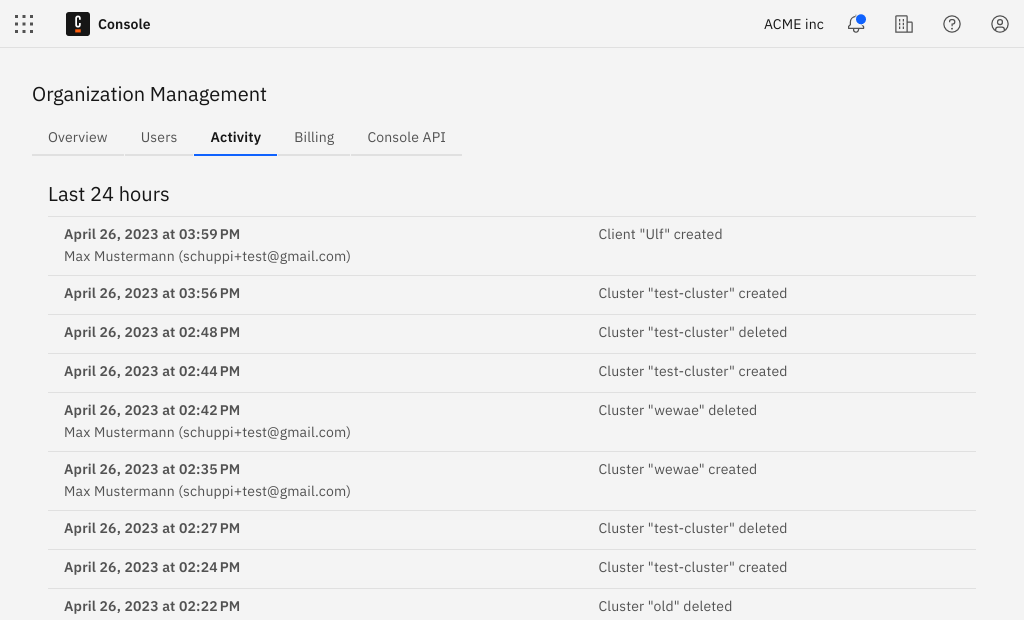 C Console ACME inc
Organization Management
Overview Users Activity Billing Console API
Last 24 hours
April 26, 2023 at 03:59 PM Client "Ulf" created
Max Mustermann (schuppi+test@gmail.com)
April 26, 2023 at 03:56 PM Cluster "test-cluster" created
April 26, 2023 at 02:48 PM Cluster "test-cluster" deleted
April 26, 2023 at 02:44 PM Cluster "test-cluster" created
April 26, 2023 at 02:42 PM Cluster "wewae" deleted
Max Mustermann (schuppi+test@gmail.com)
April 26, 2023 at 02:35 PM Cluster "wewae" created
Max Mustermann (schuppi+test@gmail.com)
April 26, 2023 at 02:27 PM Cluster "test-cluster" deleted
April 26, 2023 at 02:24 PM Cluster "test-cluster" created
April 26, 2023 at 02:22 PM Cluster "old" deleted